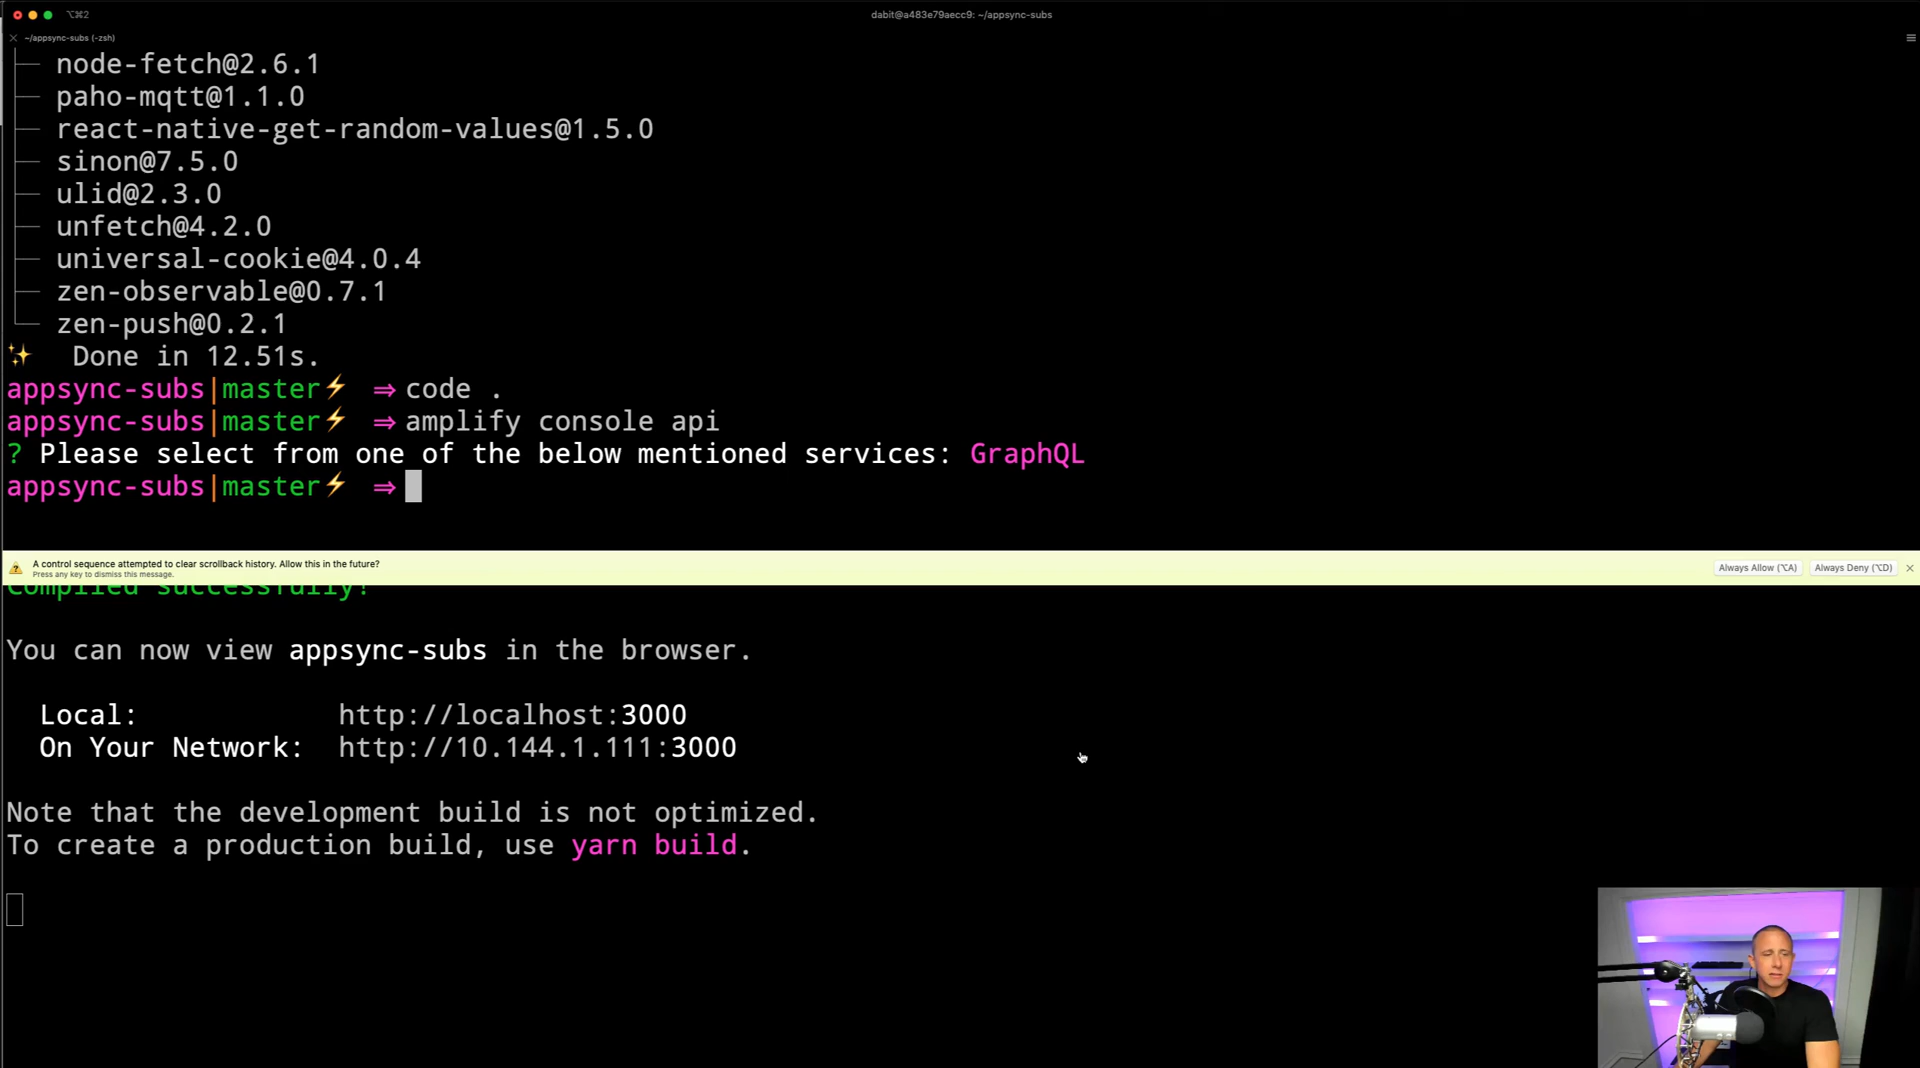 ⌥⌘2
dabit@a483e79aecc9: ~/appsync-subs
~/appsync-subs (-zsh)
node-fetch@2.6.1
paho-mqtt@1.1.0
react-native-get-random-values@1.5.0
sinon@7.5.0
ulid@2.3.0
unfetch@4.2.0
universal-cookie@4.0.4
zen-observable@0.7.1
zen-push@0.2.1
✨ Done in 12.51s.
appsync-subs|master⚡ ⇒ code .
appsync-subs|master⚡ ⇒ amplify console api
? Please select from one of the below mentioned services: GraphQL
appsync-subs|master⚡ ⇒
A control sequence attempted to clear scrollback history. Allow this in the future?
Press any key to dismiss this message.
Always Allow (⌥A)
Always Deny (⌥D)
Compiled successfully!
You can now view appsync-subs in the browser.
Local: http://localhost:3000
On Your Network: http://10.144.1.111:3000
Note that the development build is not optimized.
To create a production build, use yarn build.